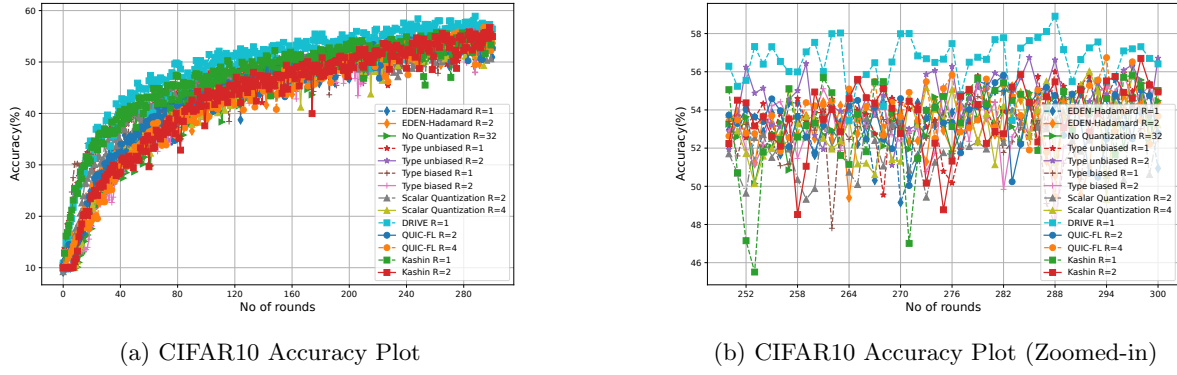 60
50
40
30
20
10
Accuracy(%)
0 40 80 120 160 200 240 280
No of rounds
EDEN-Hadamard R=1
EDEN-Hadamard R=2
No Quantization R=32
Type unbiased R=1
Type unbiased R=2
Type biased R=1
Type biased R=2
Scalar Quantization R=2
Scalar Quantization R=4
DRIVE R=1
QUIC-FL R=2
QUIC-FL R=4
Kashin R=1
Kashin R=2
(a) CIFAR10 Accuracy Plot
58
56
54
52
50
48
46
Accuracy(%)
252 258 264 270 276 282 288 294 300
No of rounds
EDEN-Hadamard R=1
EDEN-Hadamard R=2
No Quantization R=32
Type unbiased R=1
Type unbiased R=2
Type biased R=1
Type biased R=2
Scalar Quantization R=2
Scalar Quantization R=4
DRIVE R=1
QUIC-FL R=2
QUIC-FL R=4
Kashin R=1
Kashin R=2
(b) CIFAR10 Accuracy Plot (Zoomed-in)